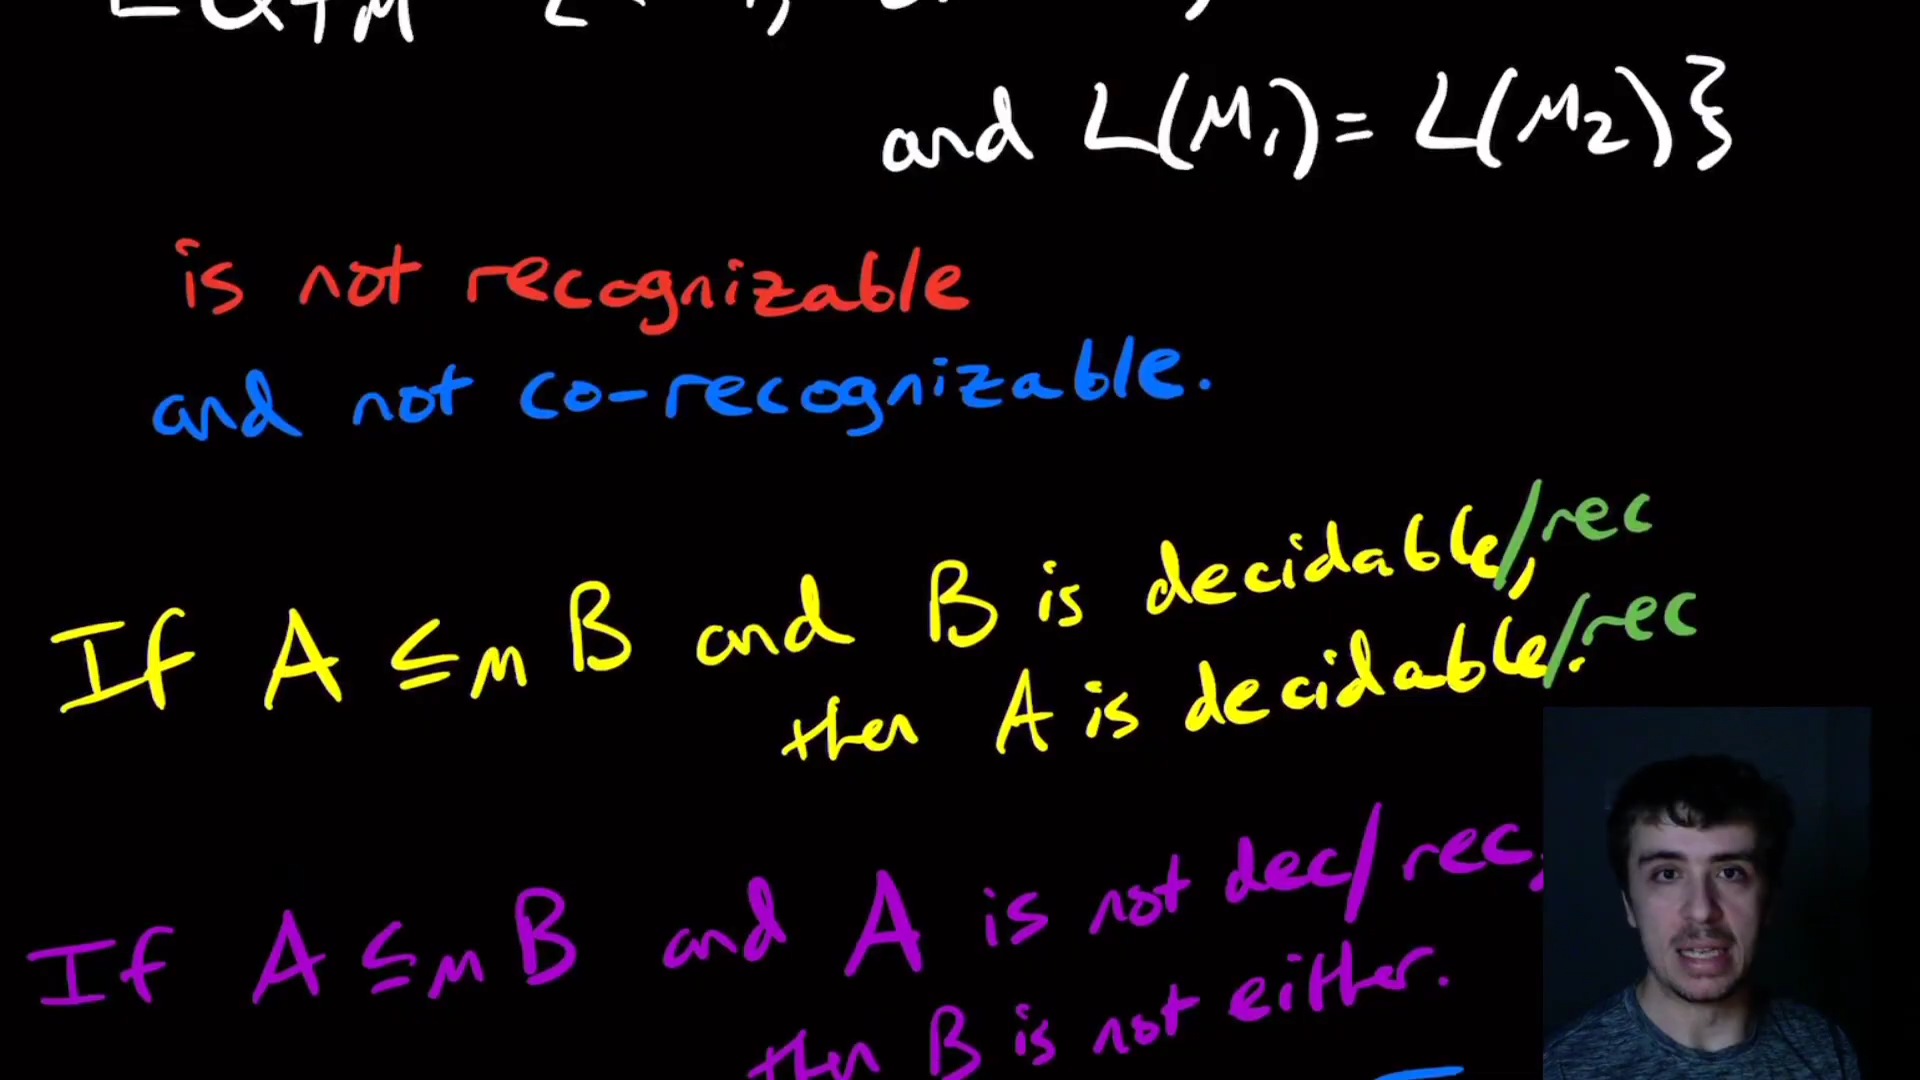 EQTM
and L(M₁) = L(M₂)}
is not recognizable
and not co-recognizable.
If A ≤ₘ B and B is decidable/rec,
then A is decidable/rec.
If A ≤ₘ B and A is not dec/rec,
then B is not either.